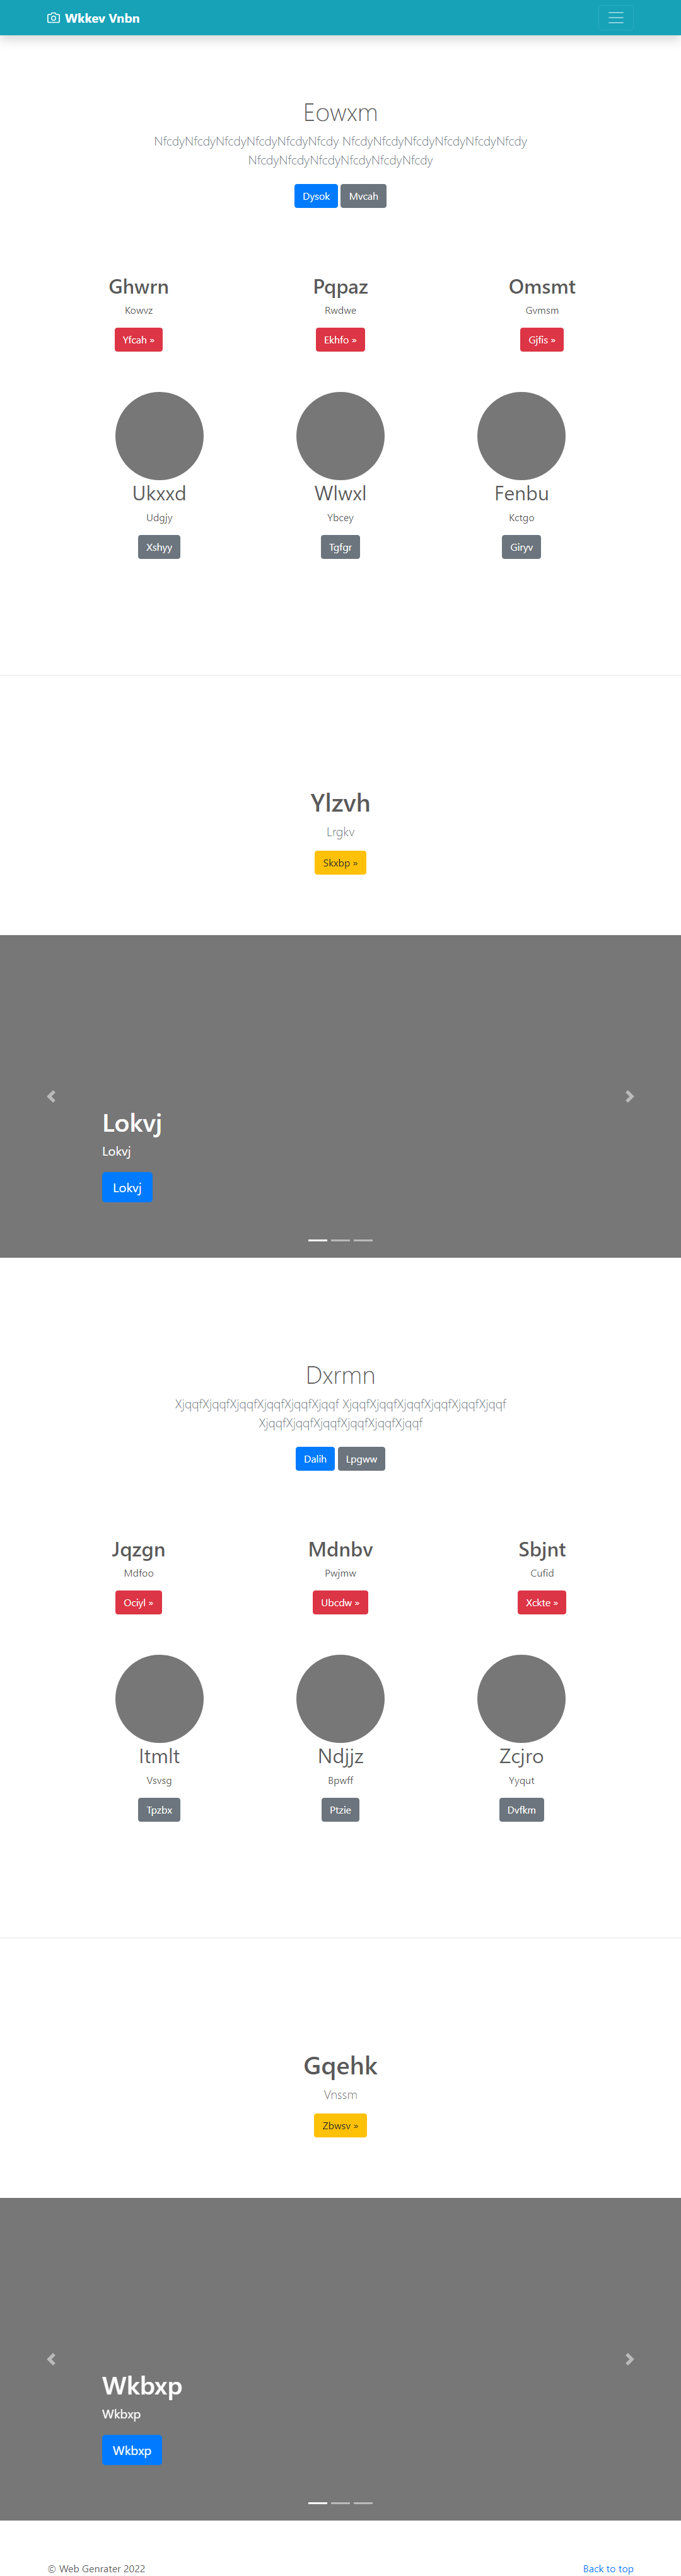 Wkkev Vnbn
Eowxm
NfcdyNfcdyNfcdyNfcdyNfcdyNfcdy NfcdyNfcdyNfcdyNfcdyNfcdyNfcdy
NfcdyNfcdyNfcdyNfcdyNfcdyNfcdy
Dysok Mvcah
Ghwrn Pqpaz Omsmt
Kowvz Rwdwe Gvmsm
Yfcah » Ekhfo » Gjfis »
Ukxxd Wlwxl Fenbu
Udgjy Ybcey Kctgo
Xshyy Tgfgr Giryv
Ylzvh
Lrgkv
Skxbp »
Lokvj
Lokvj
Lokvj
Dxrmn
XjqqfXjqqfXjqqfXjqqfXjqqfXjqqf XjqqfXjqqfXjqqfXjqqfXjqqfXjqqf
XjqqfXjqqfXjqqfXjqqfXjqqfXjqqf
Dalih Lpgww
Jqzgn Mdnbv Sbjnt
Mdfoo Pwjmw Cufid
Ociyl » Ubcdw » Xckte »
Itmlt Ndjjz Zcjro
Vsvsg Bpwff Yyqut
Tpzbx Ptzie Dvfkm
Gqehk
Vnssm
Zbwsv »
Wkbxp
Wkbxp
Wkbxp
© Web Genrater 2022 Back to top